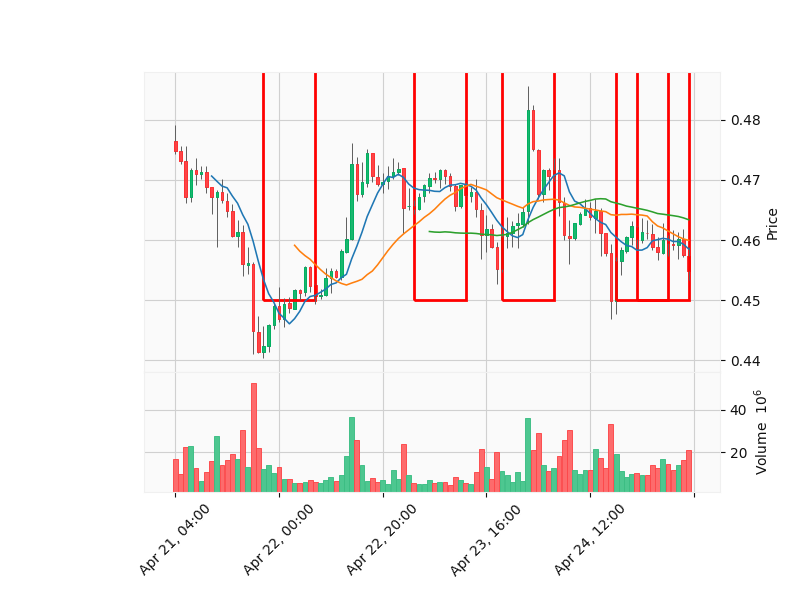 0.48
0.47
0.46
0.45
0.44
Price
40
20
Volume 10^6
Apr 21, 04:00
Apr 22, 00:00
Apr 22, 20:00
Apr 23, 16:00
Apr 24, 12:00